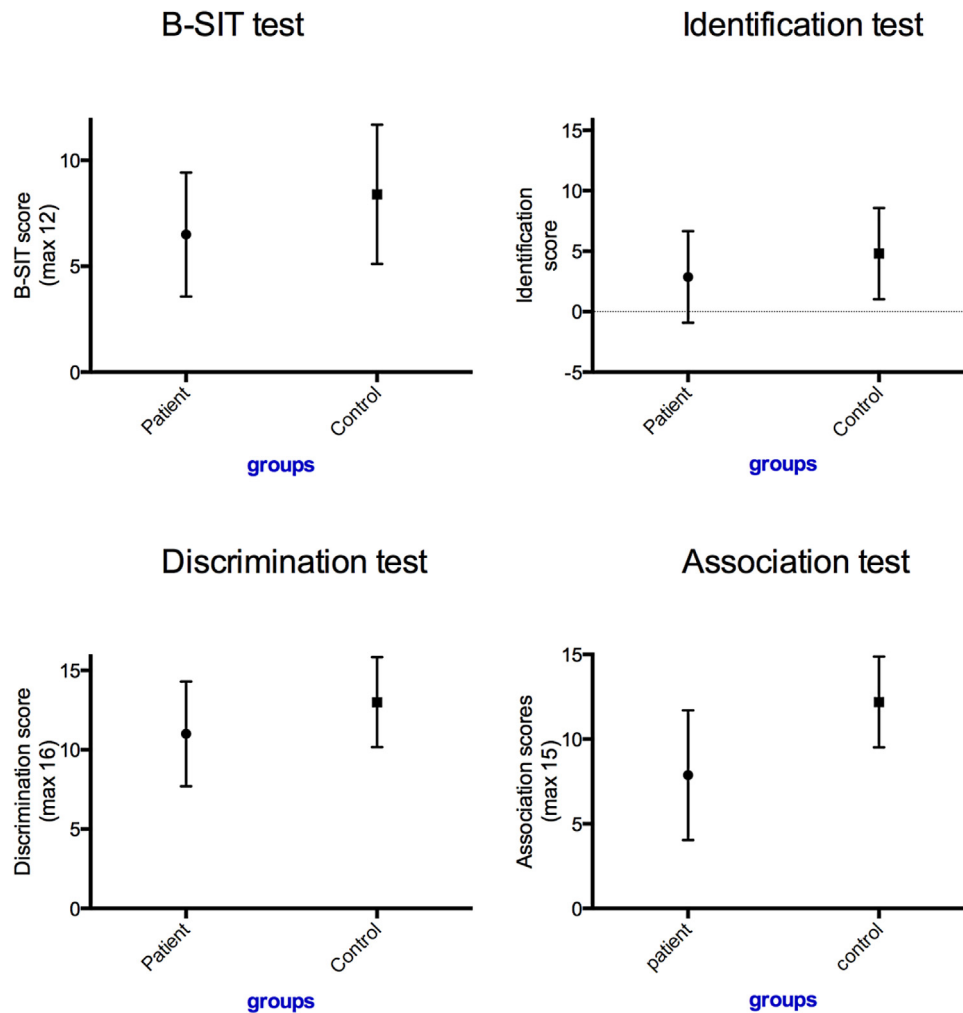 B-SIT test
B-SIT score
(max 12)
10
5
0
Patient
Control
groups
Identification test
Identification
score
15
10
5
0
-5
Patient
Control
groups
Discrimination test
Discrimination score
(max 16)
15
10
5
0
Patient
Control
groups
Association test
Association scores
(max 15)
15
10
5
0
patient
control
groups